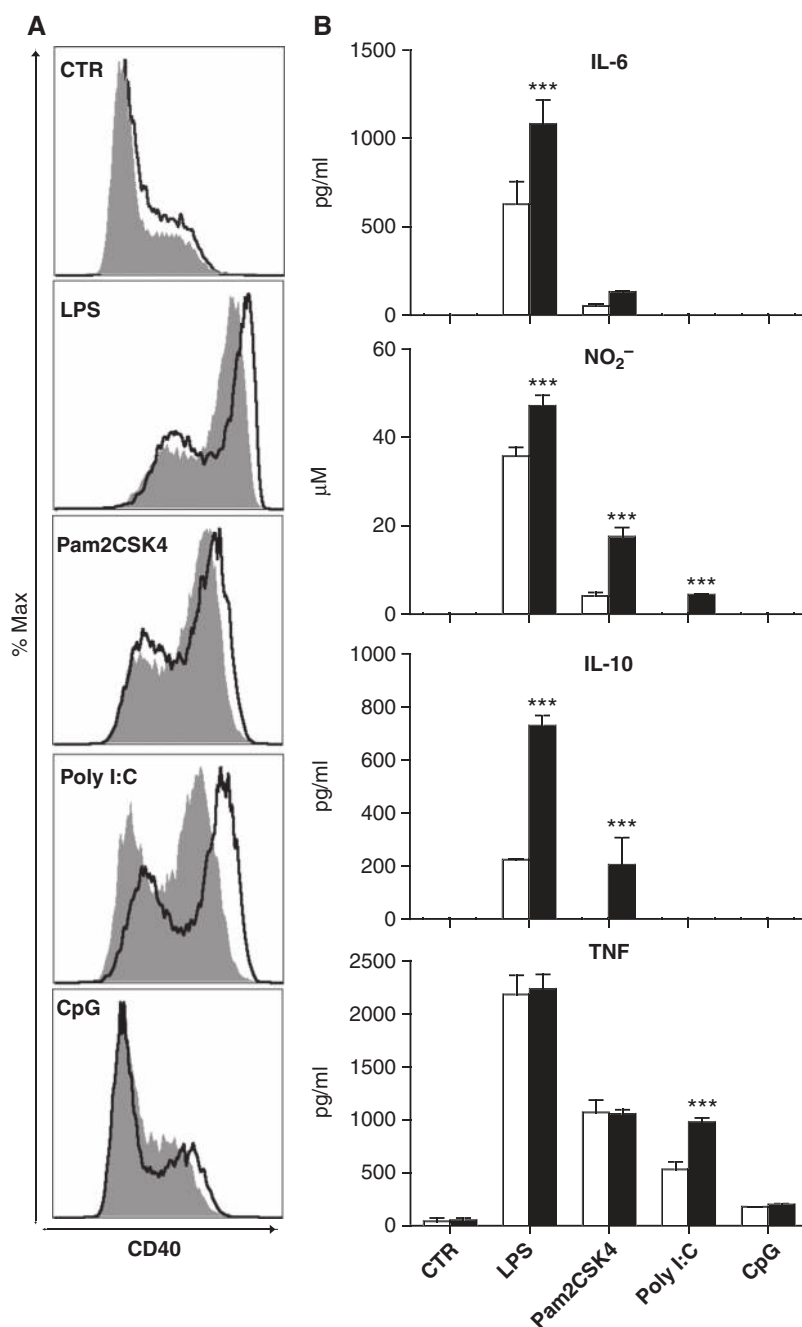 A
CTR
LPS
Pam2CSK4
Poly I:C
CpG
% Max
CD40
B
IL-6
1500
1000
500
0
pg/ml
***
NO₂⁻
60
40
20
0
µM
***
***
***
IL-10
1000
800
600
400
200
0
pg/ml
***
***
TNF
2500
2000
1500
1000
500
0
pg/ml
***
CTR
LPS
Pam2CSK4
Poly I:C
CpG